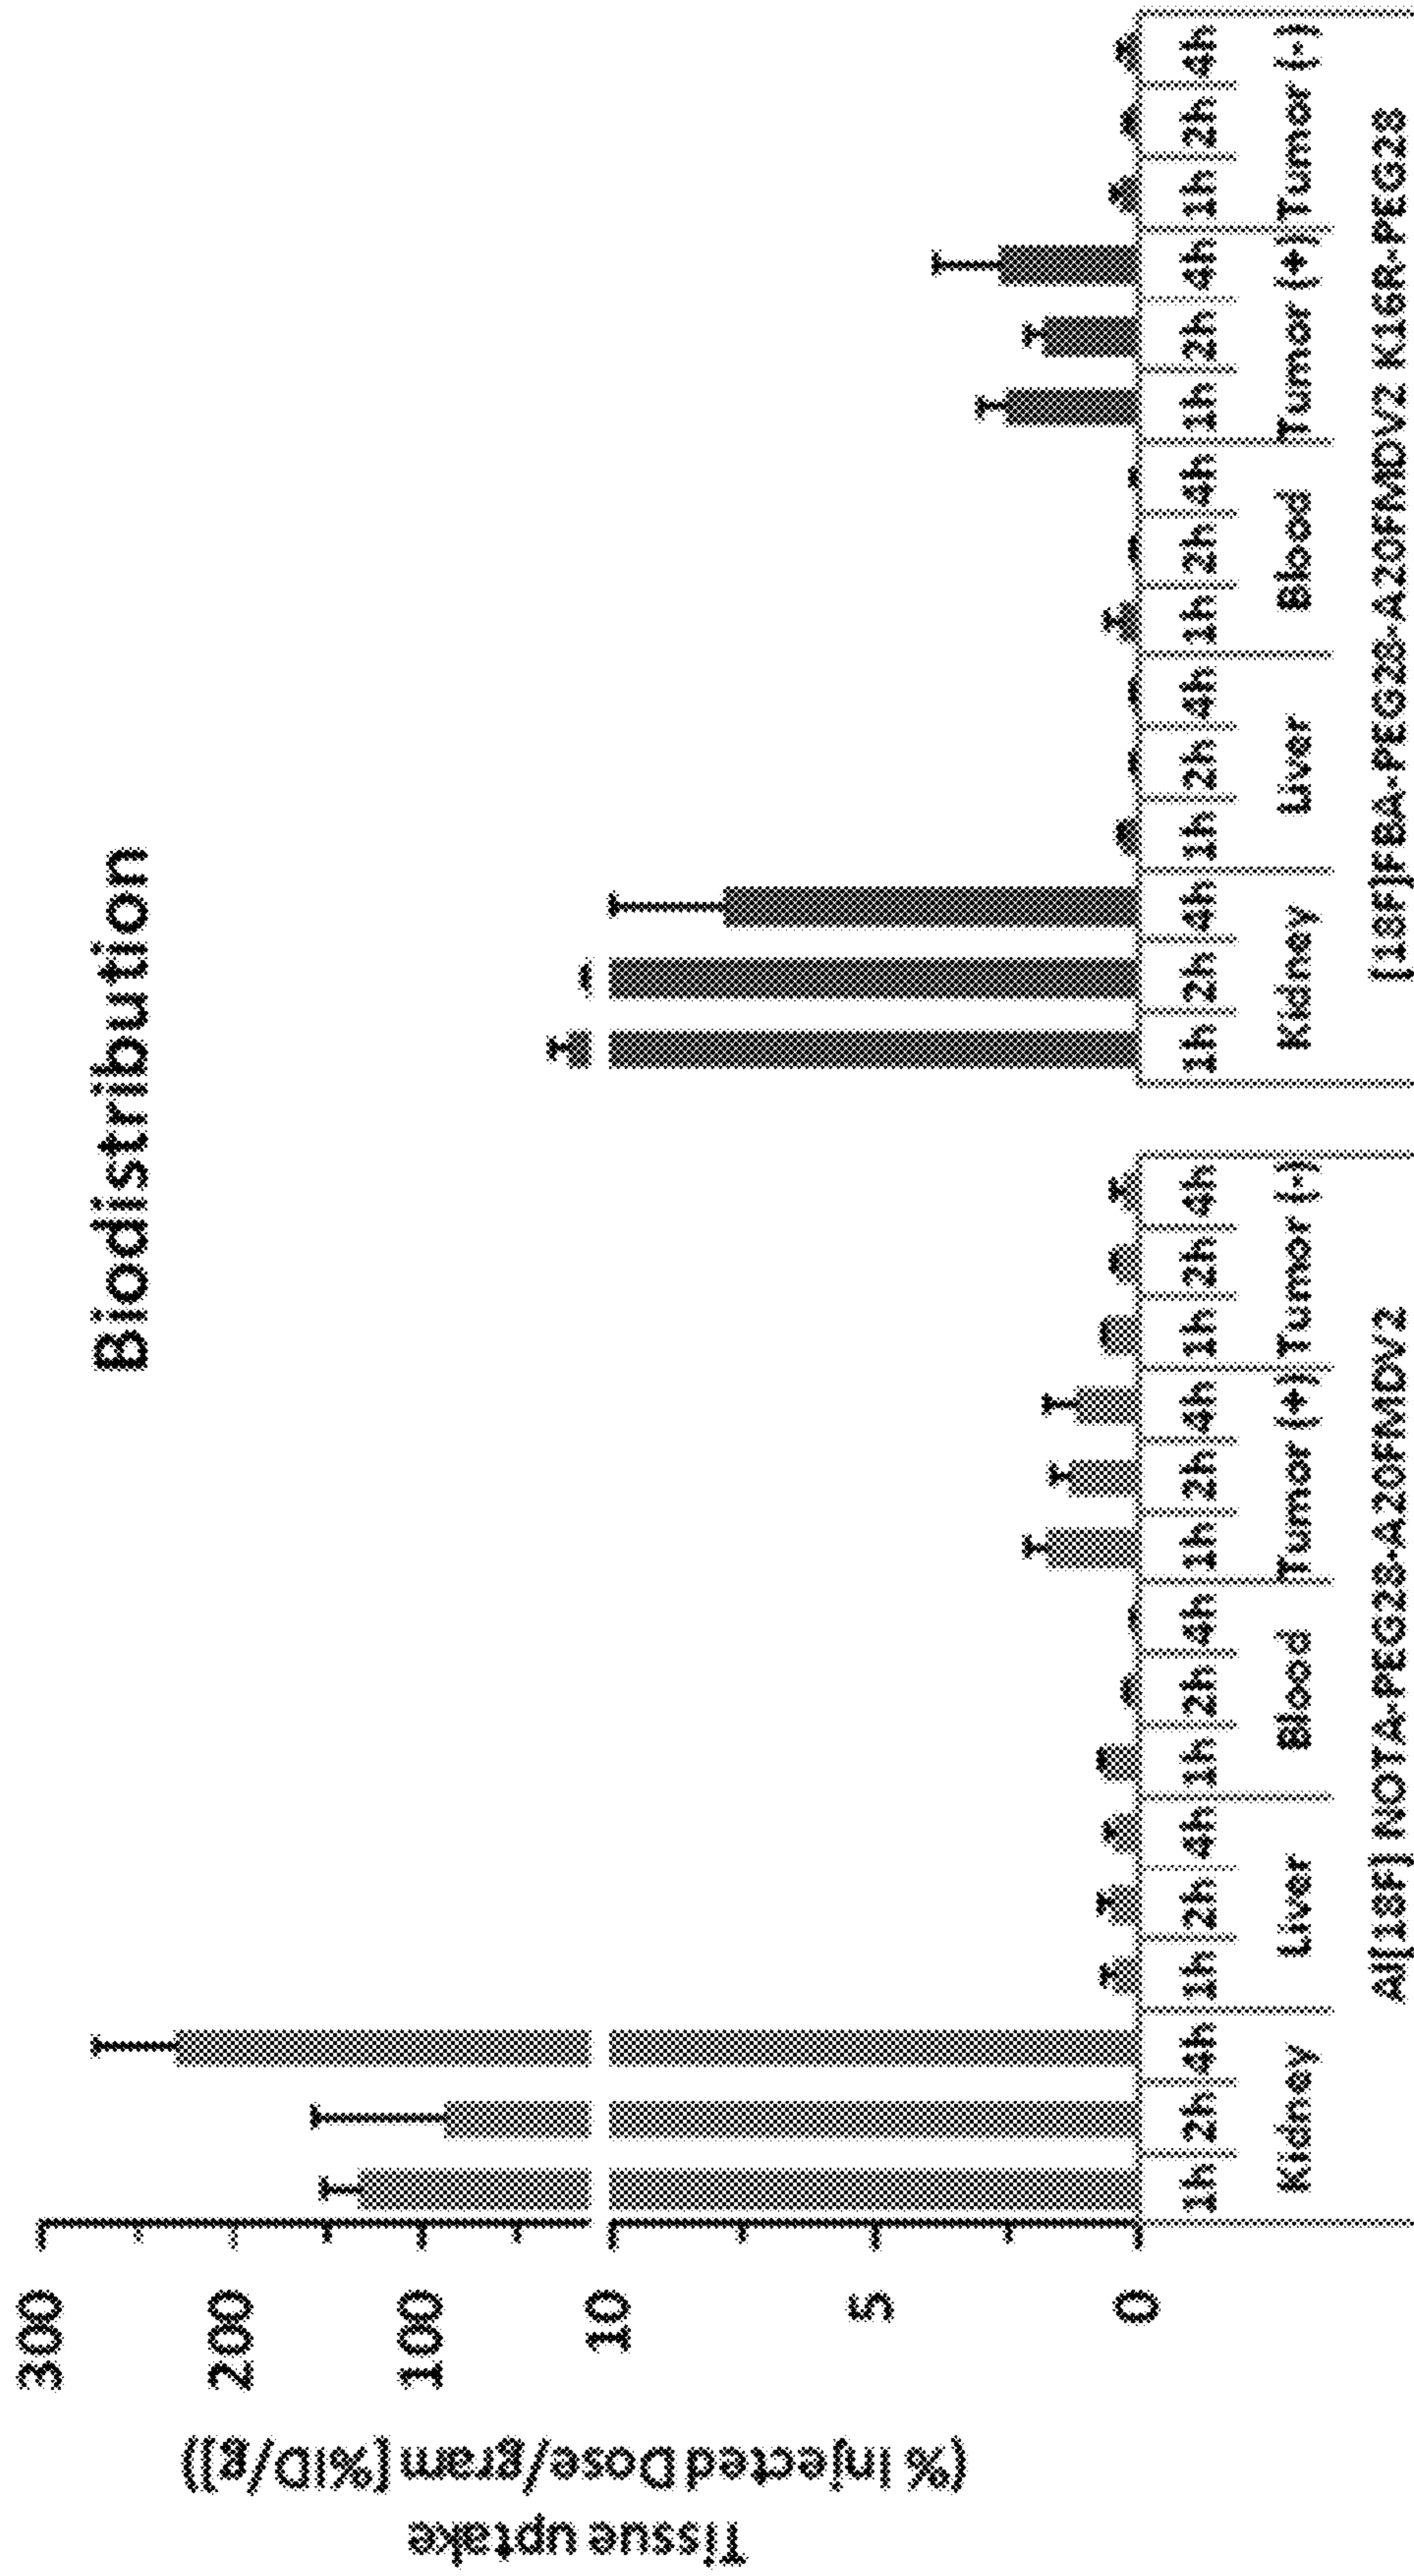 Biodistribution
Tissue uptake
(% Injected Dose/gram [%ID/g])
300
200
100
10
5
0
1h 2h 4h 1h 2h 4h 1h 2h 4h 1h 2h 4h 1h 2h 4h 1h 2h 4h 1h 2h 4h 1h 2h 4h 1h 2h 4h 1h 2h 4h
Kidney Liver Blood Tumor (+) Tumor (-) Kidney Liver Blood Tumor (+) Tumor (-)
Al[18F] NOTA-PEG28-A20FMDV2 [18F]FBA-PEG28-A20FMDV2 K16R-PEG28